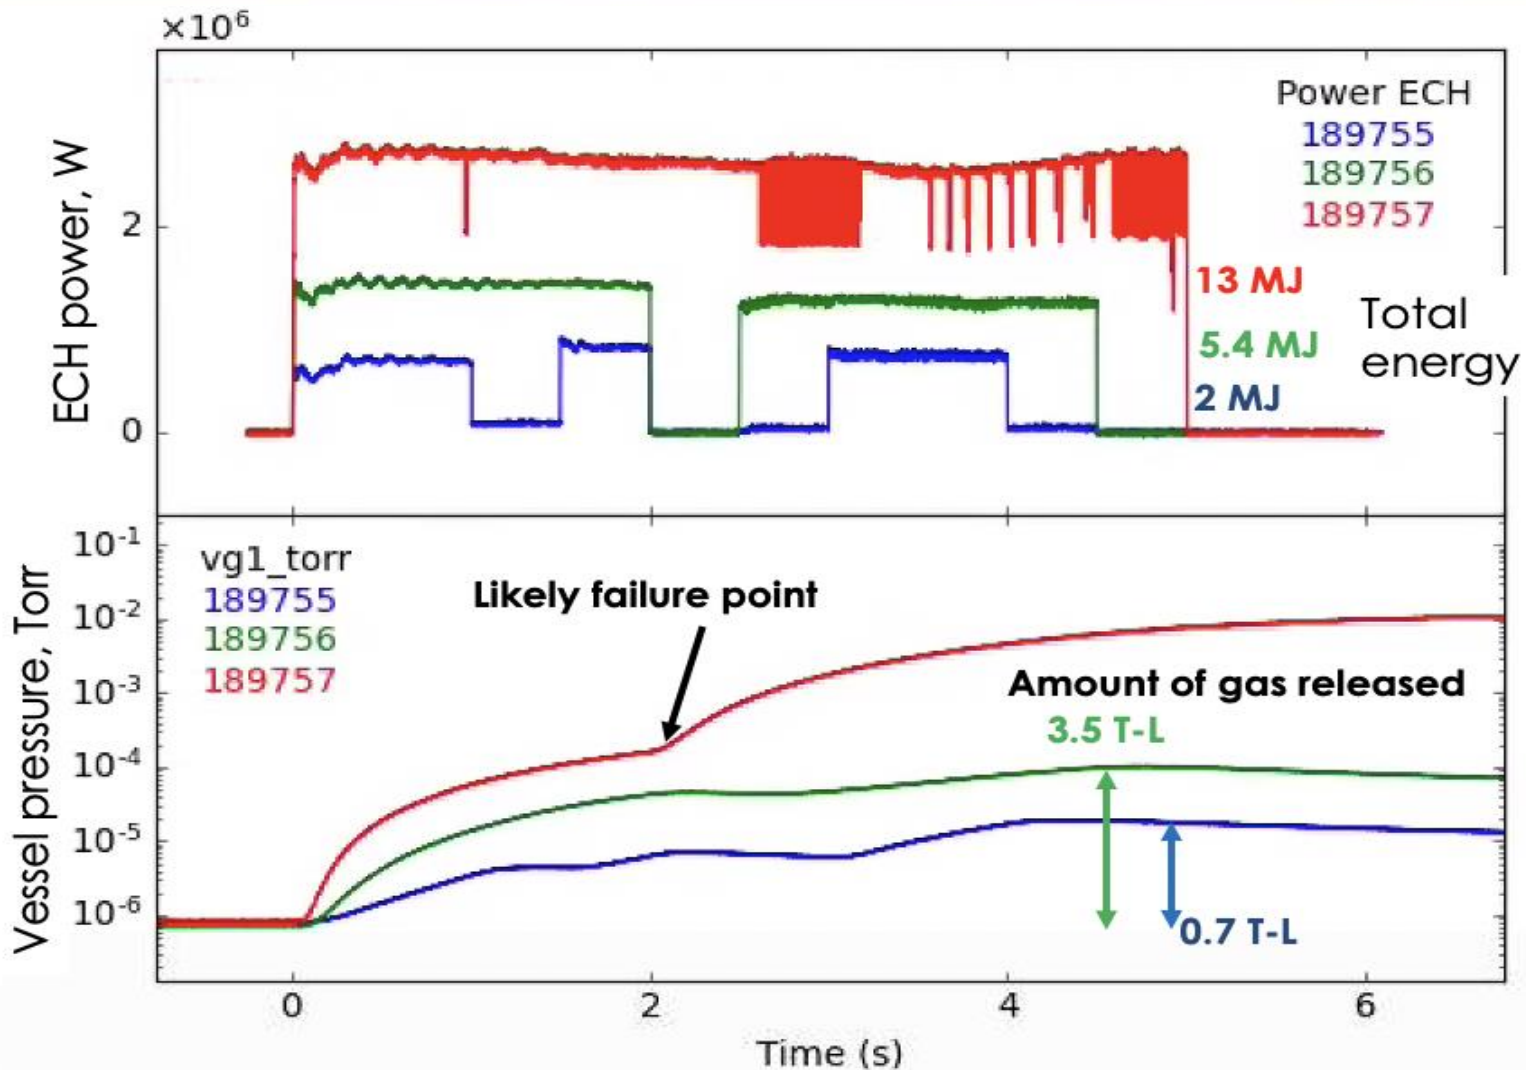 ×10⁶
ECH power, W
2
0
Power ECH
189755
189756
189757
13 MJ
5.4 MJ
2 MJ
Total
energy
Vessel pressure, Torr
10⁻¹
10⁻²
10⁻³
10⁻⁴
10⁻⁵
10⁻⁶
vg1_torr
189755
189756
189757
Likely failure point
Amount of gas released
3.5 T-L
0.7 T-L
0
2
4
6
Time (s)